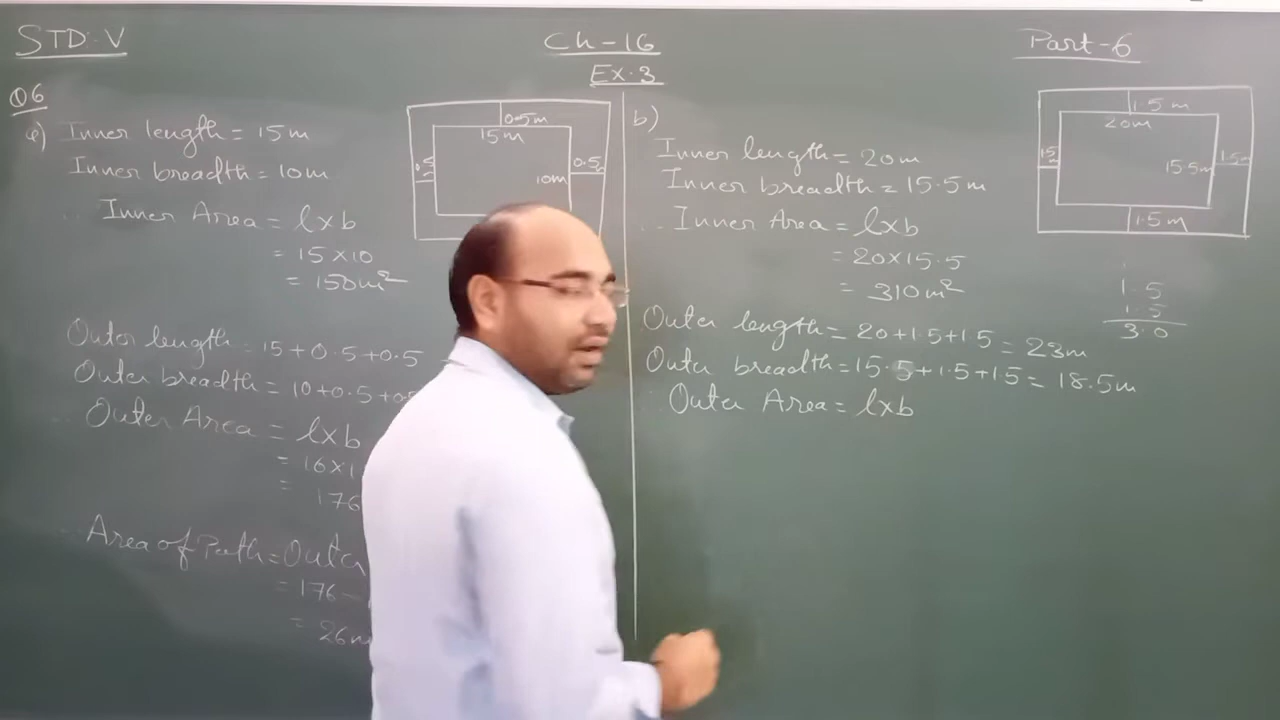 STD:V
Ch-16
Part-6
Ex.3
Q6
a) Inner length = 15m
Inner breadth = 10m
Inner Area = l×b
= 15×10
= 150m²
0.5m
15m
0.5
10m
0.5
Outer length = 15+0.5+0.5
Outer breadth = 10+0.5+0.
Outer Area = l×b
= 16×1
= 176
Area of Path = Oute
= 176-
= 26m
b)
Inner length = 20m
Inner breadth = 15.5m
Inner Area = l×b
= 20×15.5
= 310m²
1.5m
20m
1.5
15.5m
1.5m
1.5m
1.5
1.5
3.0
Outer length = 20+1.5+1.5 = 23m
Outer breadth = 15.5+1.5+1.5 = 18.5m
Outer Area = l×b